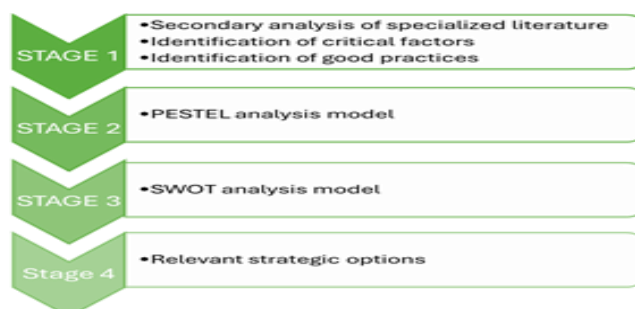 STAGE 1
•Secondary analysis of specialized literature
•Identification of critical factors
•Identification of good practices
STAGE 2
•PESTEL analysis model
STAGE 3
•SWOT analysis model
Stage 4
•Relevant strategic options